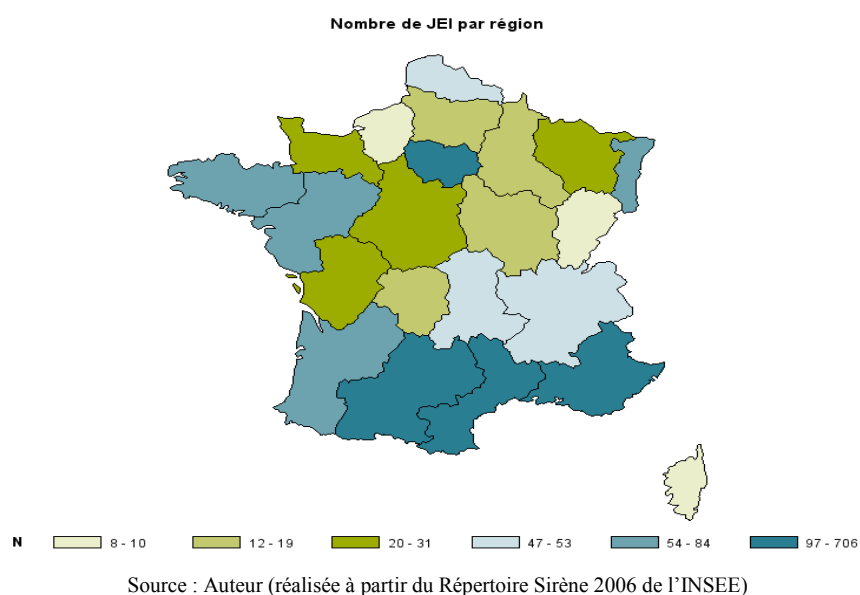 Nombre de JEI par région
N 8 - 10 12 - 19 20 - 31 47 - 53 54 - 84 97 - 706
Source : Auteur (réalisée à partir du Répertoire Sirène 2006 de l’INSEE)